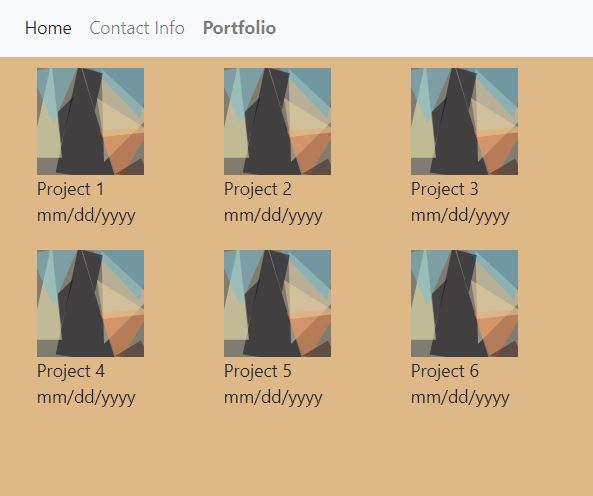 Home Contact Info Portfolio
Project 1 Project 2 Project 3
mm/dd/yyyy mm/dd/yyyy mm/dd/yyyy
Project 4 Project 5 Project 6
mm/dd/yyyy mm/dd/yyyy mm/dd/yyyy